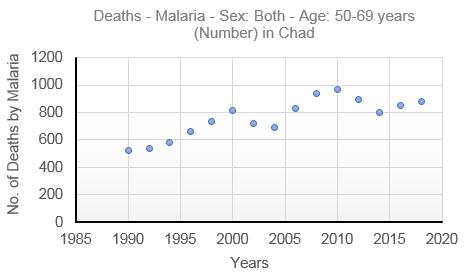 Deaths - Malaria - Sex: Both - Age: 50-69 years
(Number) in Chad
No. of Deaths by Malaria
1200
1000
800
600
400
200
0
1985 1990 1995 2000 2005 2010 2015 2020
Years